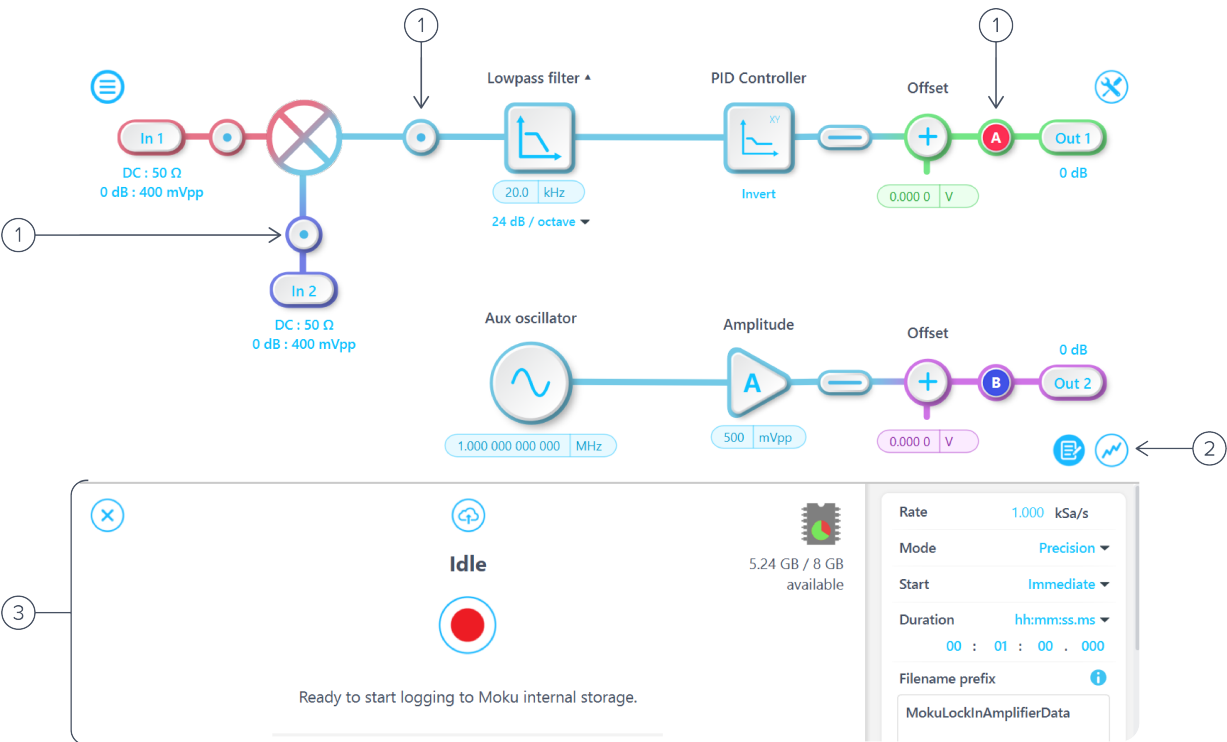 1
1
Lowpass filter ▴
PID Controller
Offset
In 1
XY
A
Out 1
DC : 50 Ω
0 dB : 400 mVpp
20.0 kHz
24 dB / octave ▾
Invert
0.000 0 V
0 dB
1
In 2
DC : 50 Ω
0 dB : 400 mVpp
Aux oscillator
Amplitude
Offset
0 dB
A
B
Out 2
1.000 000 000 000 MHz
500 mVpp
0.000 0 V
2
3
Idle
5.24 GB / 8 GB
available
Ready to start logging to Moku internal storage.
Rate 1.000 kSa/s
Mode Precision ▾
Start Immediate ▾
Duration hh:mm:ss.ms ▾
00 : 01 : 00 . 000
Filename prefix i
MokuLockInAmplifierData